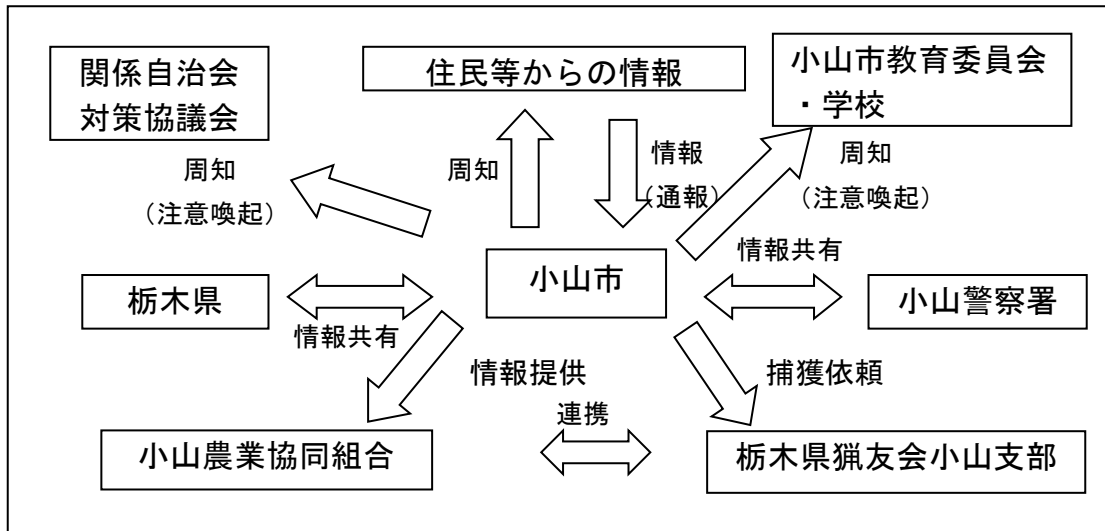 関係自治会
対策協議会
住民等からの情報
小山市教育委員会
・学校
周知
（注意喚起）
周知
情報
（通報）
周知
（注意喚起）
小山市
情報共有
栃木県
情報共有
小山警察署
情報提供
捕獲依頼
連携
小山農業協同組合
栃木県猟友会小山支部